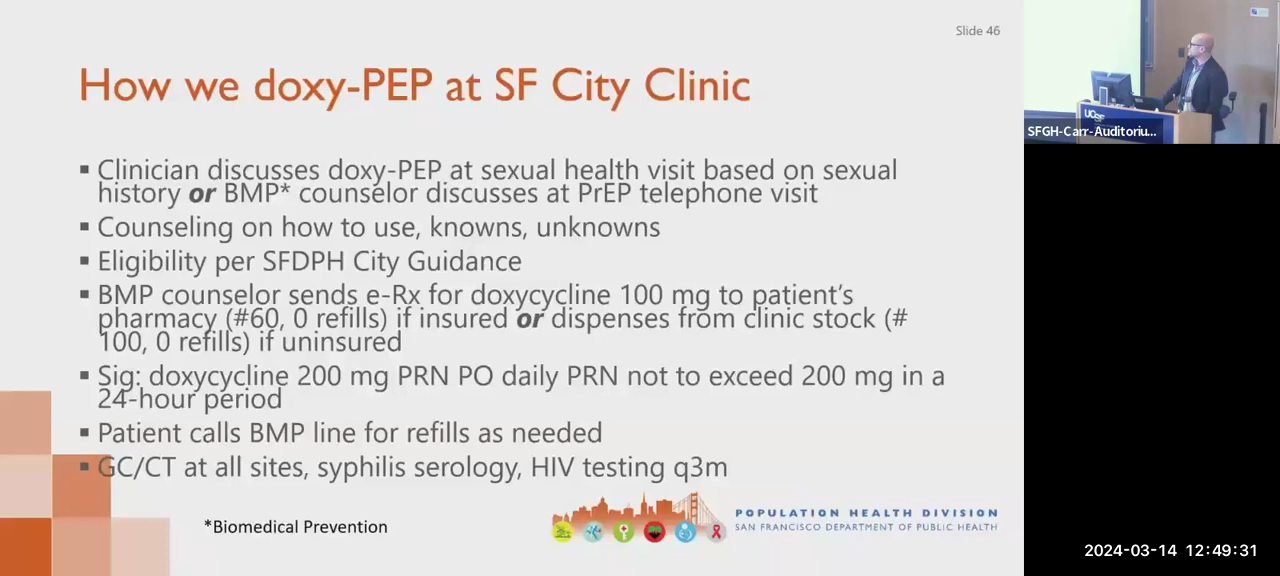 Slide 46
How we doxy-PEP at SF City Clinic
▪ Clinician discusses doxy-PEP at sexual health visit based on sexual
history or BMP* counselor discusses at PrEP telephone visit
▪ Counseling on how to use, knowns, unknowns
▪ Eligibility per SFDPH City Guidance
▪ BMP counselor sends e-Rx for doxycycline 100 mg to patient’s
pharmacy (#60, 0 refills) if insured or dispenses from clinic stock (#
100, 0 refills) if uninsured
▪ Sig: doxycycline 200 mg PRN PO daily PRN not to exceed 200 mg in a
24-hour period
▪ Patient calls BMP line for refills as needed
▪ GC/CT at all sites, syphilis serology, HIV testing q3m
*Biomedical Prevention
POPULATION HEALTH DIVISION
SAN FRANCISCO DEPARTMENT OF PUBLIC HEALTH
UCSF
SFGH-Carr-Auditoriu...
2024-03-14 12:49:31